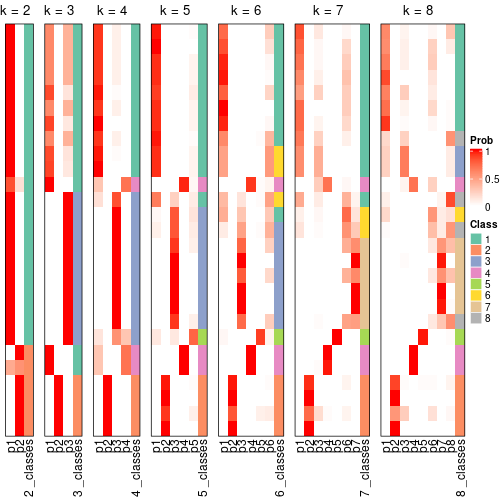 k = 2 k = 3 k = 4 k = 5 k = 6 k = 7 k = 8
Prob
1
0.5
0
Class
1
2
3
4
5
6
7
8
p1 p2 2_classes
p1 p2 p3 3_classes
p1 p2 p3 p4 4_classes
p1 p2 p3 p4 p5 5_classes
p1 p2 p3 p4 p5 p6 6_classes
p1 p2 p3 p4 p5 p6 p7 7_classes
p1 p2 p3 p4 p5 p6 p7 p8 8_classes